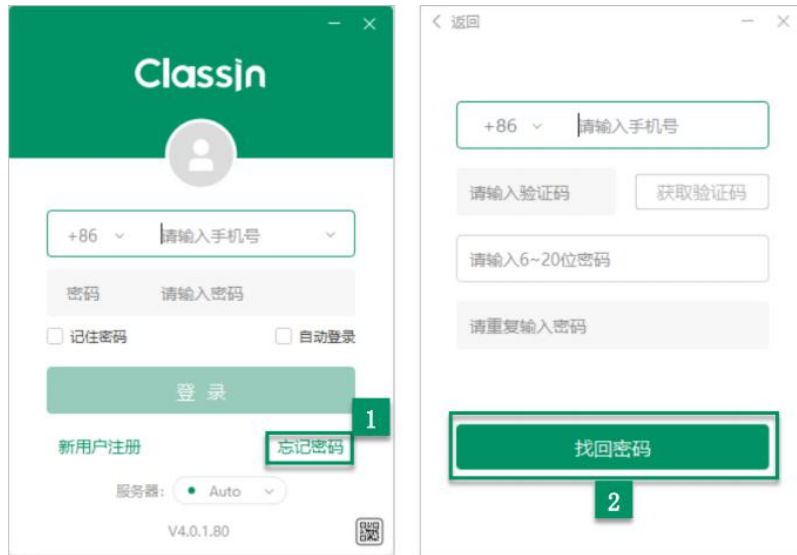 ClassIn
+86 请输入手机号
密码 请输入密码
记住密码 自动登录
登 录
1
新用户注册 忘记密码
服务器: Auto
V4.0.1.80
返回
+86 请输入手机号
请输入验证码 获取验证码
请输入6~20位密码
请重复输入密码
找回密码
2